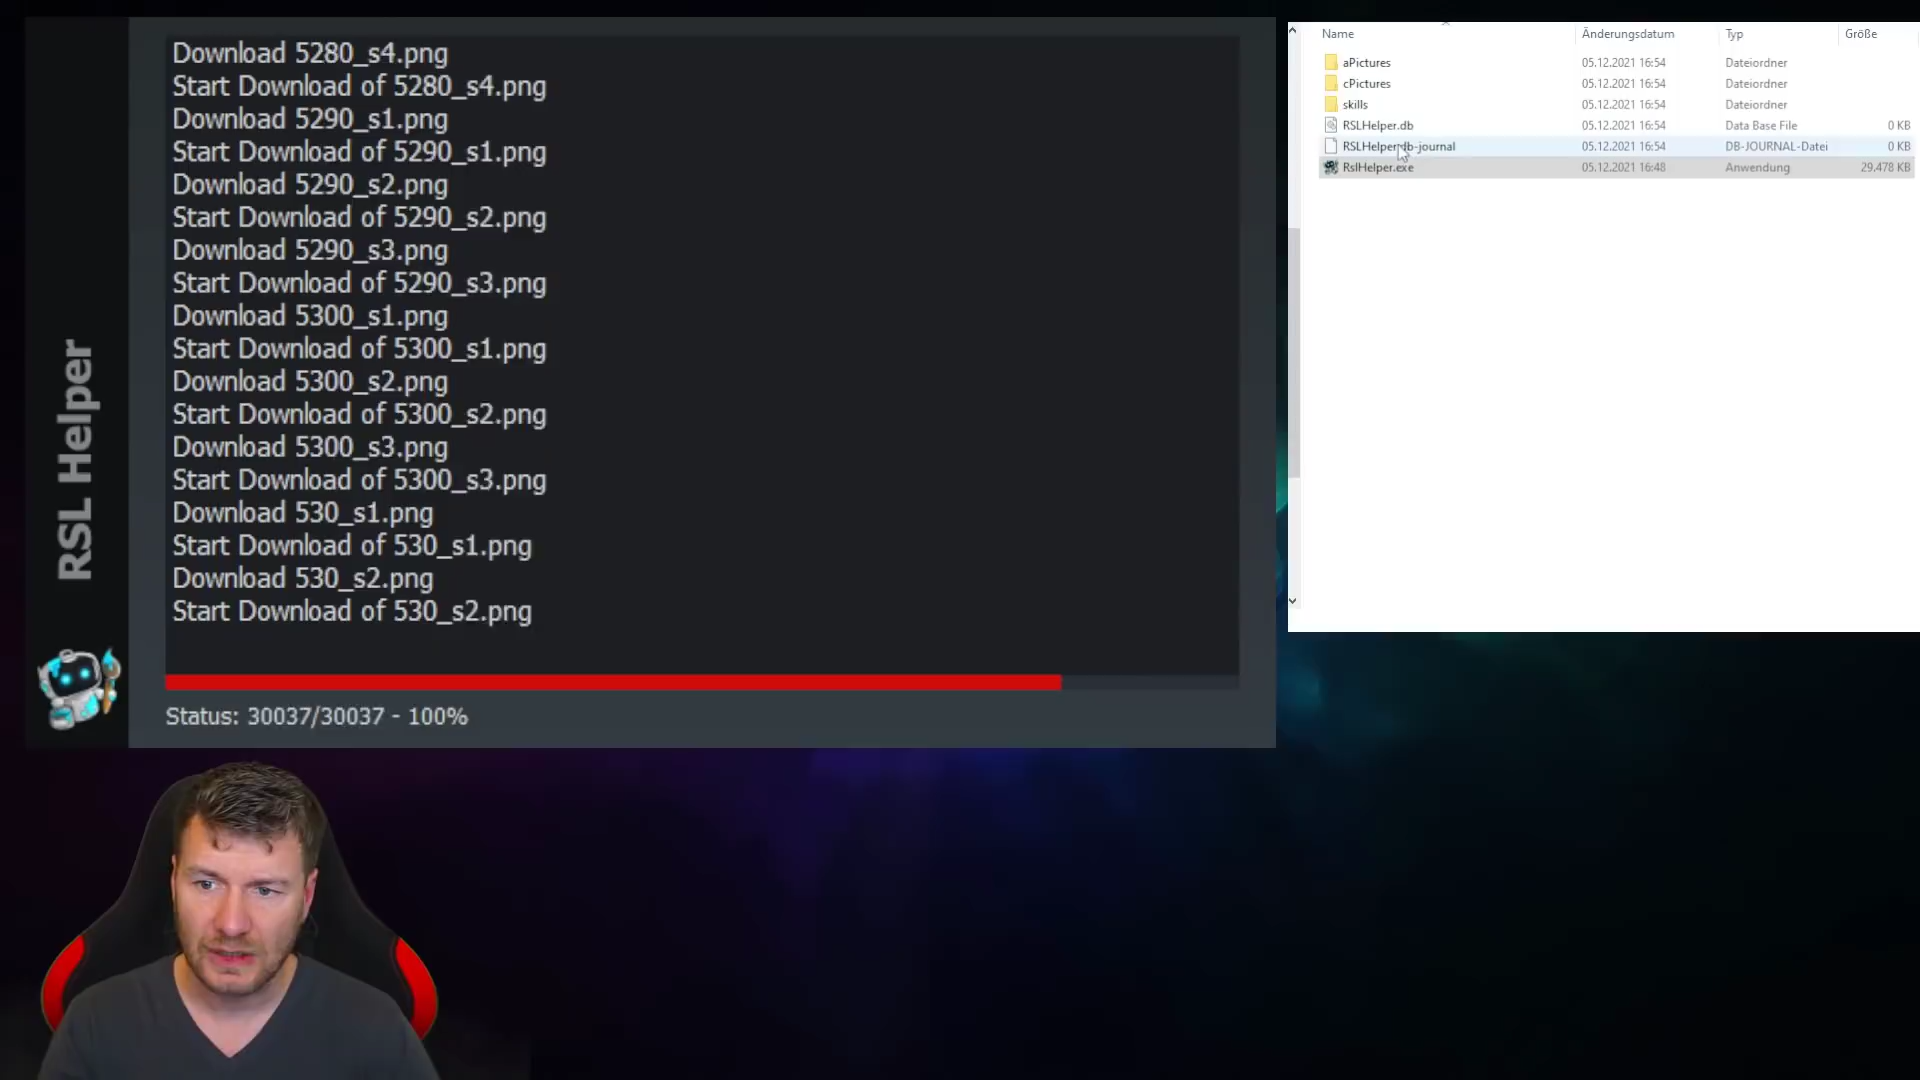 Download 5280_s4.png
Start Download of 5280_s4.png
Download 5290_s1.png
Start Download of 5290_s1.png
Download 5290_s2.png
Start Download of 5290_s2.png
Download 5290_s3.png
Start Download of 5290_s3.png
Download 5300_s1.png
Start Download of 5300_s1.png
Download 5300_s2.png
Start Download of 5300_s2.png
Download 5300_s3.png
Start Download of 5300_s3.png
Download 530_s1.png
Start Download of 530_s1.png
Download 530_s2.png
Start Download of 530_s2.png
Status: 30037/30037 - 100%
RSL Helper
Name Änderungsdatum Typ Größe
aPictures 05.12.2021 16:54 Dateiordner
cPictures 05.12.2021 16:54 Dateiordner
skills 05.12.2021 16:54 Dateiordner
RSLHelper.db 05.12.2021 16:54 Data Base File 0 KB
RSLHelper.db-journal 05.12.2021 16:54 DB-JOURNAL-Datei 0 KB
RslHelper.exe 05.12.2021 16:48 Anwendung 29.478 KB